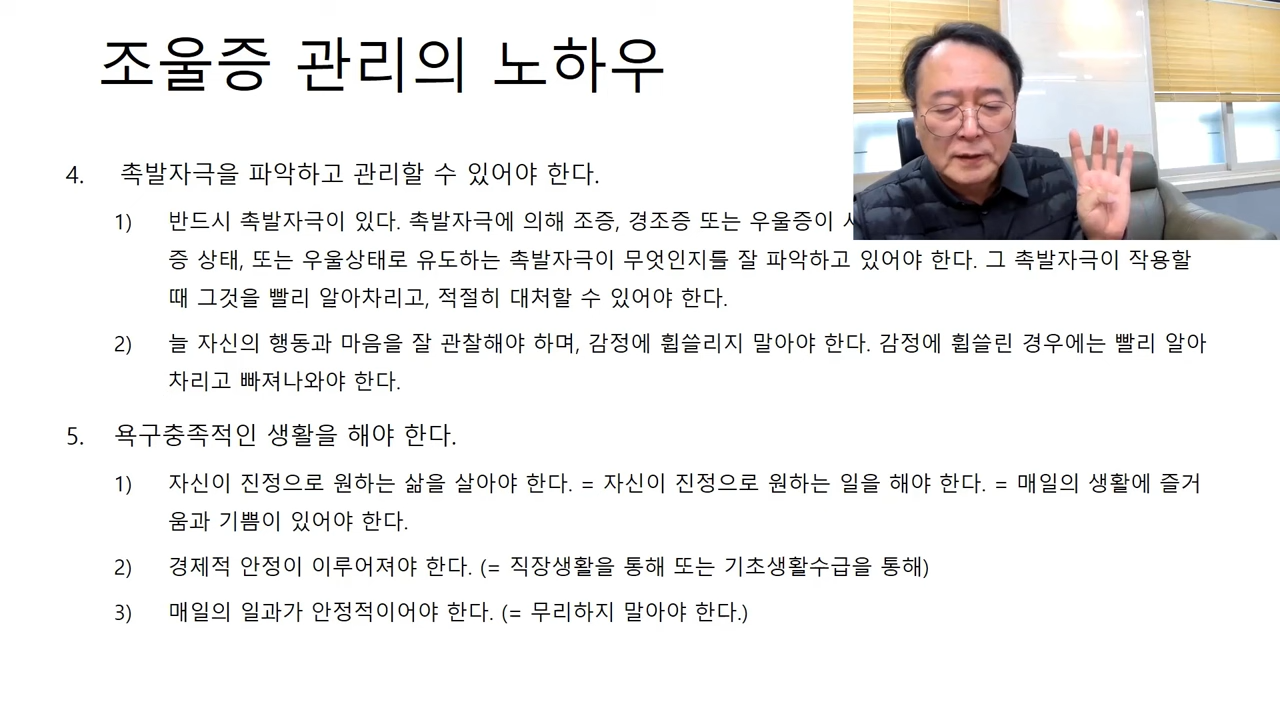 조울증 관리의 노하우
4. 촉발자극을 파악하고 관리할 수 있어야 한다.
1) 반드시 촉발자극이 있다. 촉발자극에 의해 조증, 경조증 또는 우울증이
증 상태, 또는 우울상태로 유도하는 촉발자극이 무엇인지를 잘 파악하고 있어야 한다. 그 촉발자극이 작용할
때 그것을 빨리 알아차리고, 적절히 대처할 수 있어야 한다.
2) 늘 자신의 행동과 마음을 잘 관찰해야 하며, 감정에 휩쓸리지 말아야 한다. 감정에 휩쓸린 경우에는 빨리 알아
차리고 빠져나와야 한다.
5. 욕구충족적인 생활을 해야 한다.
1) 자신이 진정으로 원하는 삶을 살아야 한다. = 자신이 진정으로 원하는 일을 해야 한다. = 매일의 생활에 즐거
움과 기쁨이 있어야 한다.
2) 경제적 안정이 이루어져야 한다. (= 직장생활을 통해 또는 기초생활수급을 통해)
3) 매일의 일과가 안정적이어야 한다. (= 무리하지 말아야 한다.)